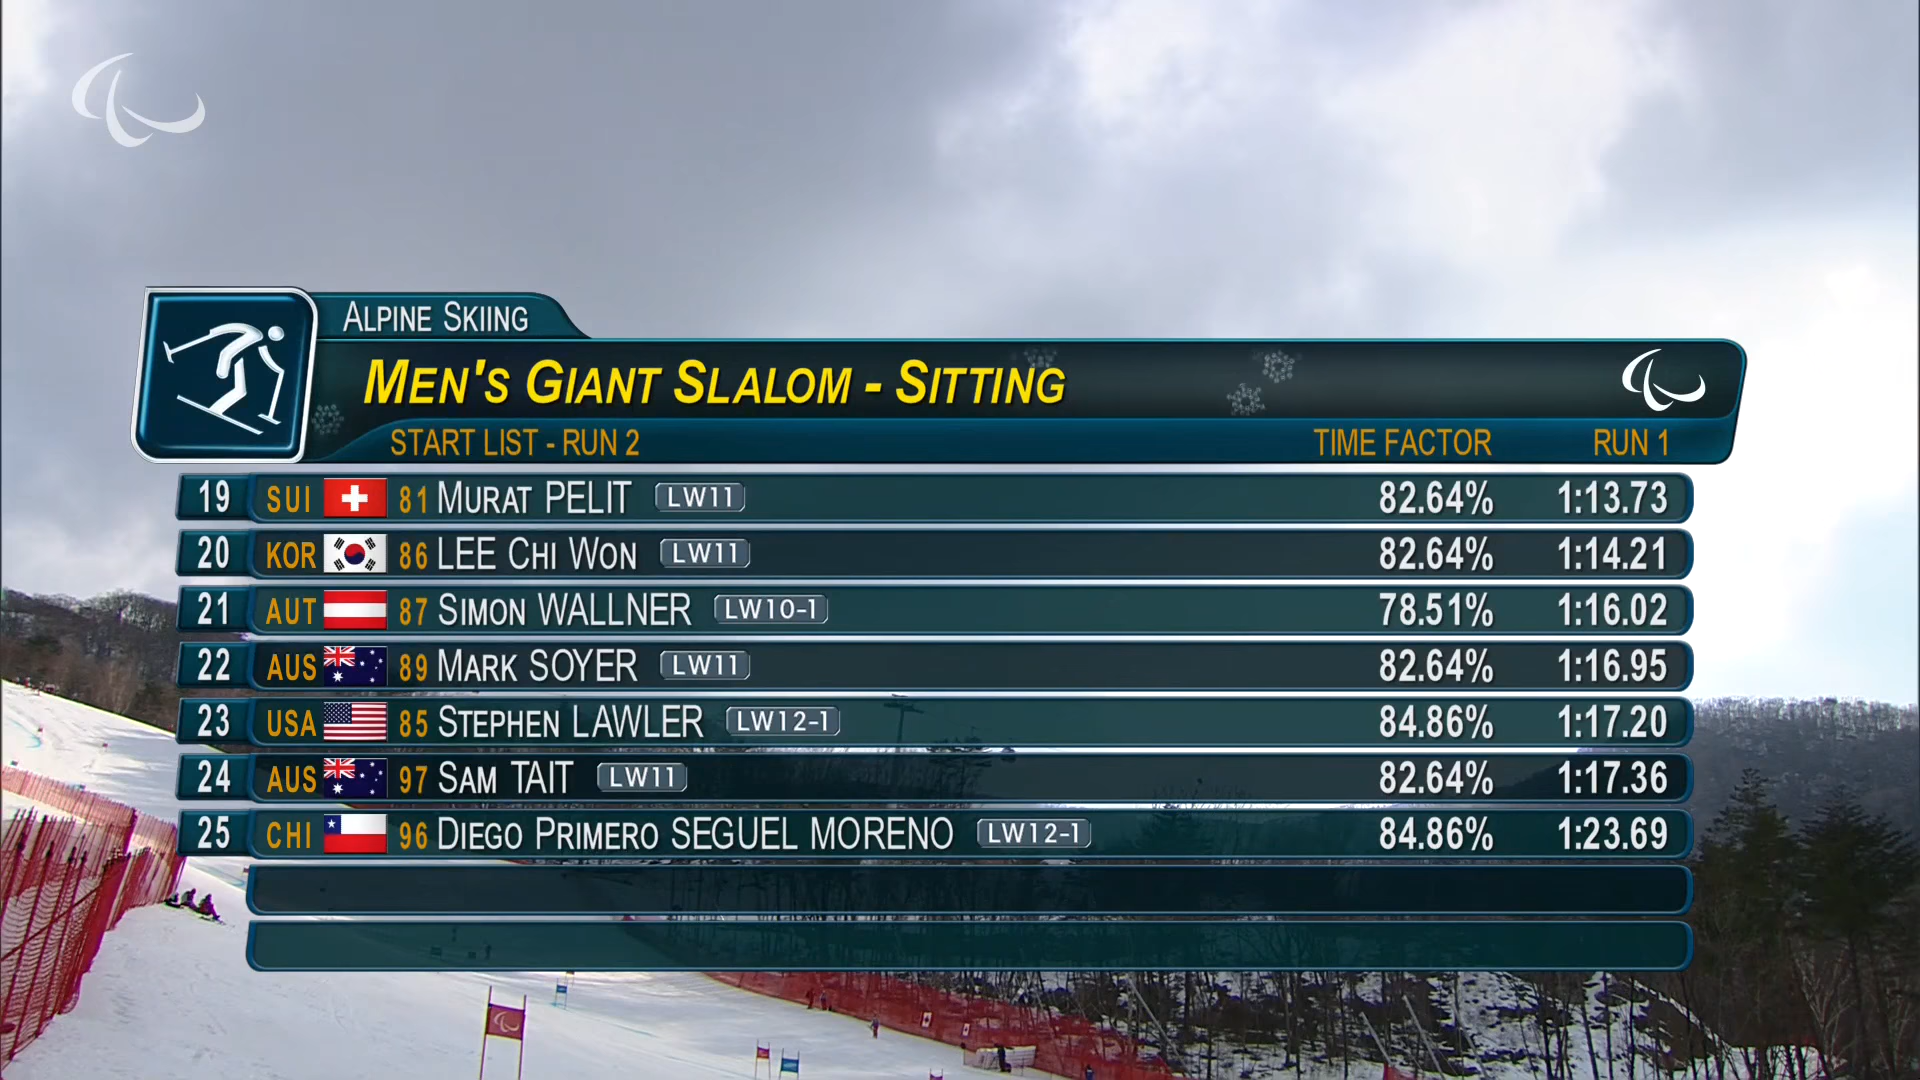 ALPINE SKIING
MEN'S GIANT SLALOM - SITTING
START LIST - RUN 2 TIME FACTOR RUN 1
19 SUI 81 MURAT PELIT LW11 82.64% 1:13.73
20 KOR 86 LEE CHI WON LW11 82.64% 1:14.21
21 AUT 87 SIMON WALLNER LW10-1 78.51% 1:16.02
22 AUS 89 MARK SOYER LW11 82.64% 1:16.95
23 USA 85 STEPHEN LAWLER LW12-1 84.86% 1:17.20
24 AUS 97 SAM TAIT LW11 82.64% 1:17.36
25 CHI 96 DIEGO PRIMERO SEGUEL MORENO LW12-1 84.86% 1:23.69